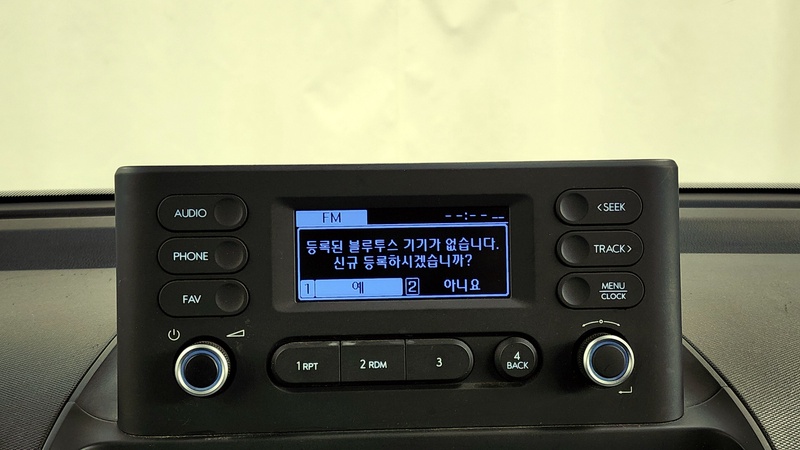 AUDIO
PHONE
FAV
FM
--:--
등록된 블루투스 기기가 없습니다.
신규 등록하시겠습니까?
1 예 2 아니요
<SEEK
TRACK>
MENU
CLOCK
1 RPT
2 RDM
3
4
BACK